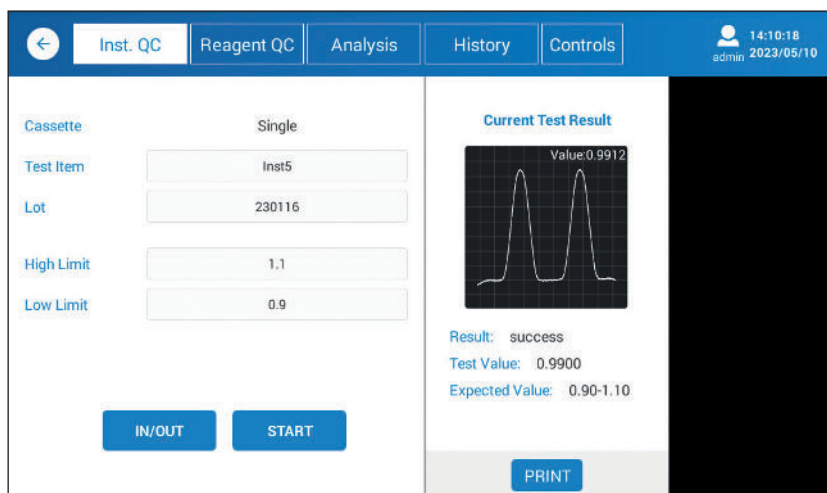 Inst. QC
Reagent QC
Analysis
History
Controls
14:10:18
admin 2023/05/10
Cassette Single
Test Item Inst5
Lot 230116
High Limit 1.1
Low Limit 0.9
IN/OUT START
Current Test Result
Value:0.9912
Result: success
Test Value: 0.9900
Expected Value: 0.90-1.10
PRINT